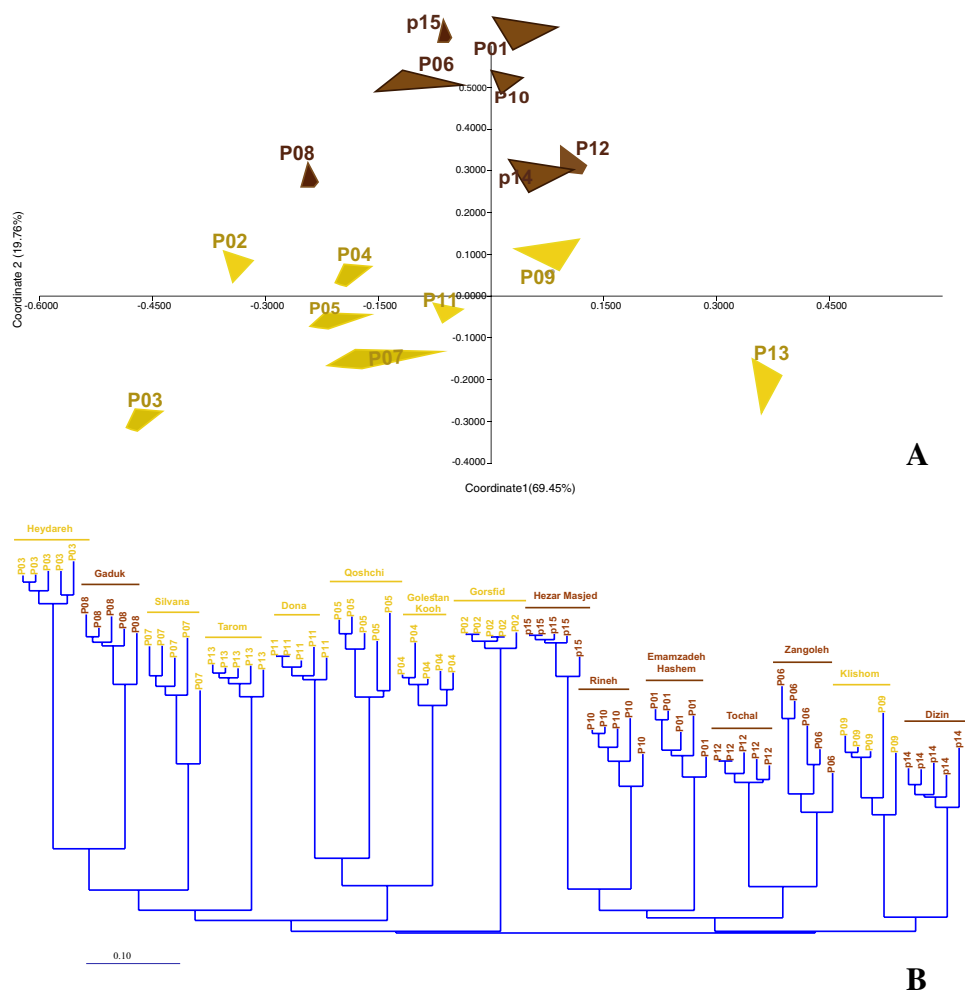 p15
P01
P06
0.5000
P10
0.4000
P08
P12
0.3000
p14
0.2000
P02
P04
0.1000
P09
0.0000
-0.6000 -0.4500 -0.3000 -0.1500 0.1500 0.3000 0.4500
P05
P11
-0.1000
P07
P13
-0.2000
P03
-0.3000
-0.4000
Coordinate 2 (19.76%)
Coordinate1(69.45%)
A
Heydareh
P03 P03 P03 P03 P03
Gaduk
P08 P08 P08 P08 P08
Silvana
P07 P07 P07 P07 P07
Tarom
P13 P13 P13 P13 P13
Dona
P11 P11 P11 P11 P11
Qoshchi
P05 P05 P05 P05 P05
Golestan
Kooh
P04 P04 P04 P04 P04
Gorsfid
P02 P02 P02 P02 P02
Hezar Masjed
p15 p15 p15 p15 p15
Rineh
P10 P10 P10 P10 P10
Emamzadeh
Hashem
P01 P01 P01 P01 P01
Tochal
P12 P12 P12 P12 P12
Zangoleh
P06 P06 P06 P06 P06
Klishom
P09 P09 P09 P09 P09
Dizin
p14 p14 p14 p14 p14
0.10
B